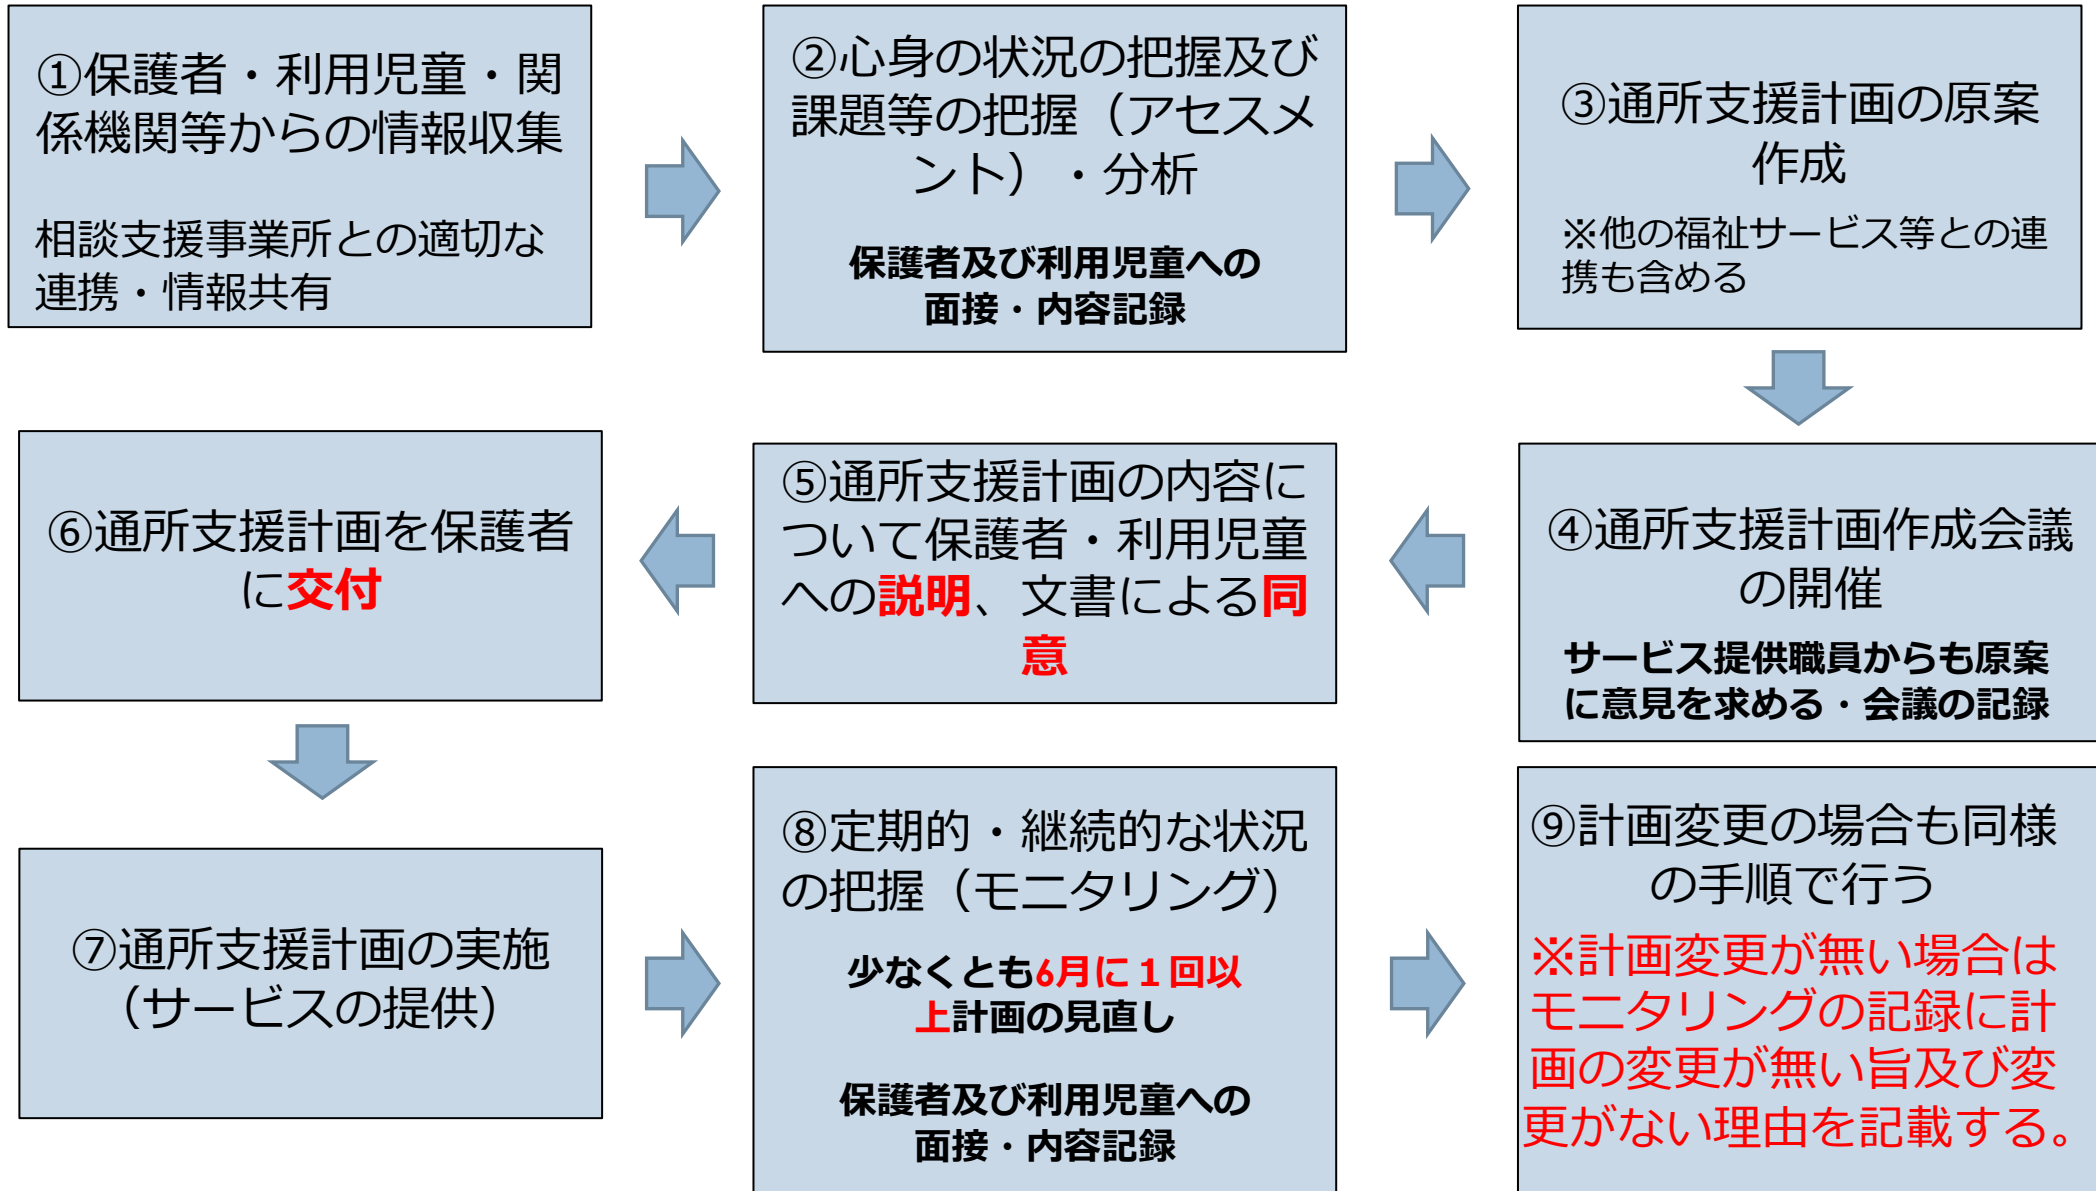 ①保護者・利用児童・関
係機関等からの情報収集
相談支援事業所との適切な
連携・情報共有
②心身の状況の把握及び
課題等の把握（アセスメ
ント）・分析
保護者及び利用児童への
面接・内容記録
③通所支援計画の原案
作成
※他の福祉サービス等との連
携も含める
④通所支援計画作成会議
の開催
サービス提供職員からも原案
に意見を求める・会議の記録
⑤通所支援計画の内容に
ついて保護者・利用児童
への説明、文書による同
意
⑥通所支援計画を保護者
に交付
⑦通所支援計画の実施
（サービスの提供）
⑧定期的・継続的な状況
の把握（モニタリング）
少なくとも6月に１回以
上計画の見直し
保護者及び利用児童への
面接・内容記録
⑨計画変更の場合も同様
の手順で行う
※計画変更が無い場合は
モニタリングの記録に計
画の変更が無い旨及び変
更がない理由を記載する。